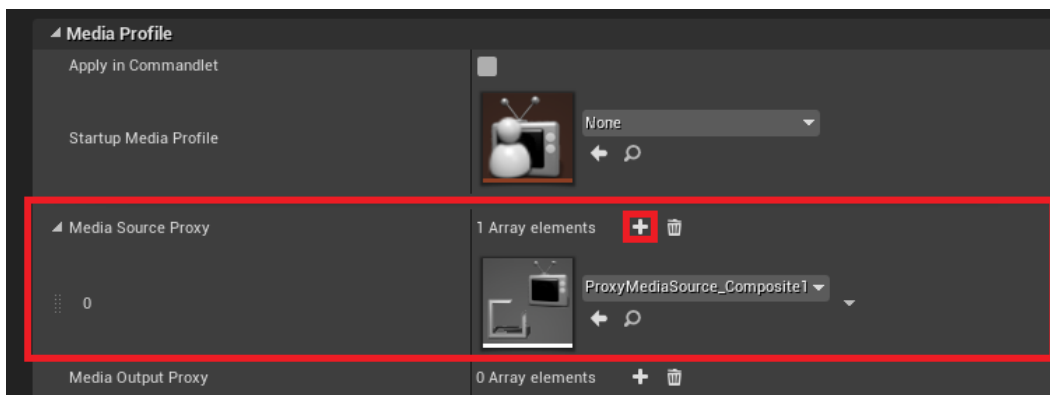 Media Profile
Apply in Commandlet
Startup Media Profile
None
Media Source Proxy
1 Array elements
0
ProxyMediaSource_Composite1
Media Output Proxy
0 Array elements